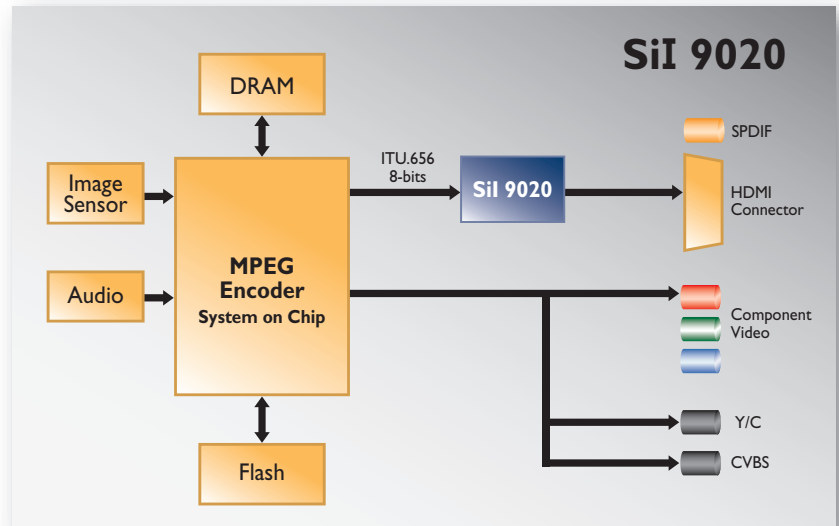 SiI 9020
DRAM
SPDIF
ITU.656
8-bits
Image
Sensor
SiI 9020
HDMI
Connector
MPEG
Encoder
System on Chip
Audio
Component
Video
Y/C
Flash
CVBS